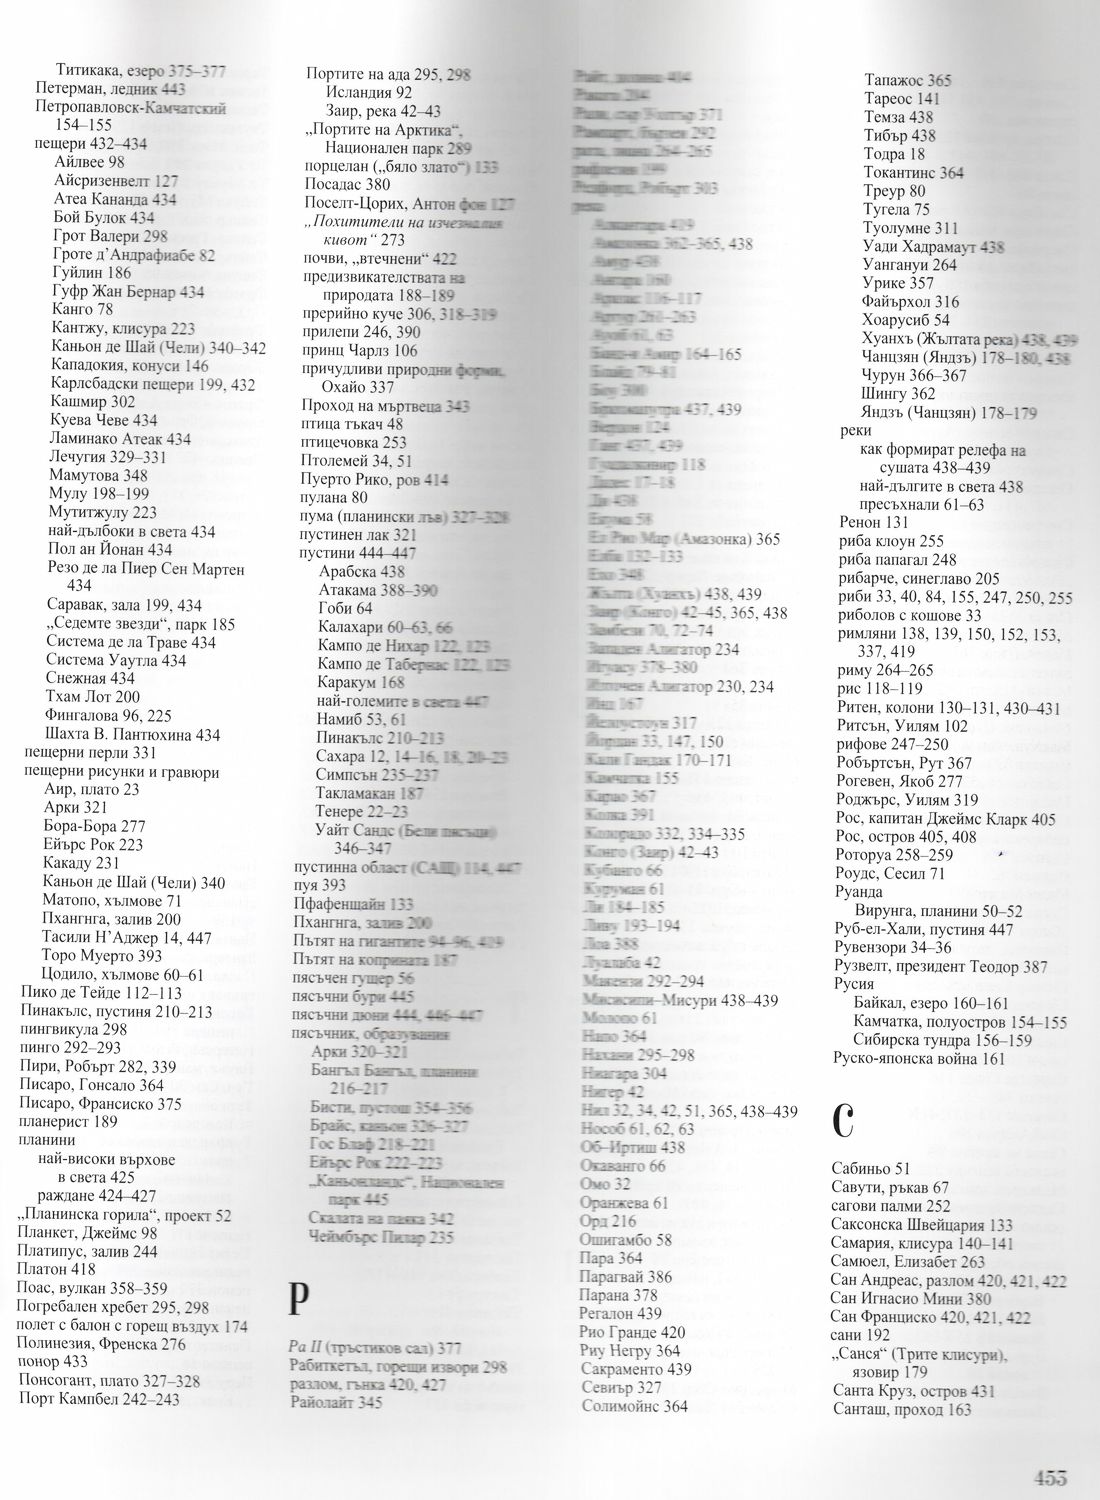 Титикака, езеро 375–377
Петерман, ледник 443
Петропавловск-Камчатский
154–155
пещери 432–434
Айлвее 98
Айсризенвелт 127
Атеа Кананда 434
Бой Булок 434
Грот Валери 298
Гроте д’Андрафиабе 82
Гуйлин 186
Гуфр Жан Бернар 434
Канго 78
Кантжу, клисура 223
Каньон де Шай (Чели) 340–342
Кападокия, конуси 146
Карлсбадски пещери 199, 432
Кашмир 302
Куева Чеве 434
Ламинако Атеак 434
Лечугия 329–331
Мамутова 348
Мулу 198–199
Мутитжулу 223
най-дълбоки в света 434
Пол ан Йонан 434
Резо де ла Пиер Сен Мартен
434
Саравак, зала 199, 434
„Седемте звезди“, парк 185
Система де ла Траве 434
Система Уаутла 434
Снежная 434
Тхам Лот 200
Фингалова 96, 225
Шахта В. Пантюхина 434
пещерни перли 331
пещерни рисунки и гравюри
Аир, плато 23
Арки 321
Бора-Бора 277
Ейърс Рок 223
Какаду 231
Каньон де Шай (Чели) 340
Матопо, хълмове 71
Пхангнга, залив 200
Тасили Н’Аджер 14, 447
Торо Муерто 393
Цодило, хълмове 60–61
Пико де Тейде 112–113
Пинакълс, пустиня 210–213
пингвикула 298
пинго 292–293
Пири, Робърт 282, 339
Писаро, Гонсало 364
Писаро, Франсиско 375
планерист 189
планини
най-високи върхове
в света 425
раждане 424–427
„Планинска горила“, проект 52
Планкет, Джеймс 98
Платипус, залив 244
Платон 418
Поас, вулкан 358–359
Погребален хребет 295, 298
полет с балон с горещ въздух 174
Полинезия, Френска 276
понор 433
Понсогант, плато 327–328
Порт Кампбел 242–243
Портите на ада 295, 298
Исландия 92
Заир, река 42–43
„Портите на Арктика“,
Национален парк 289
порцелан („бяло злато“) 133
Посадас 380
Поселт-Цорих, Антон фон 127
„Похитители на изчезналия
кивот“ 273
почви, „втечнени“ 422
предизвикателствата на
природата 188–189
прерийно куче 306, 318–319
прилепи 246, 390
принц Чарлз 106
причудливи природни форми,
Охайо 337
Проход на мъртвеца 343
птица тъкач 48
птицечовка 253
Птолемей 34, 51
Пуерто Рико, ров 414
пулана 80
пума (планински лъв) 327–328
пустинен лак 321
пустини 444–447
Арабска 438
Атакама 388–390
Гоби 64
Калахари 60–63, 66
Кампо де Нихар 122, 123
Кампо де Табернас 122, 123
Каракум 168
най-големите в света 447
Намиб 53, 61
Пинакълс 210–213
Сахара 12, 14–16, 18, 20–23
Симпсън 235–237
Такламакан 187
Тенере 22–23
Уайт Сандс (Бели пясъци)
346–347
пустинна област (САЩ) 114, 447
пуя 393
Пфафенщайн 133
Пхангнга, залив 200
Пътят на гигантите 94–96, 429
Пътят на коприната 187
пясъчен гущер 56
пясъчни бури 445
пясъчни дюни 444, 446–447
пясъчник, образувания
Арки 320–321
Бангъл Бангъл, планини
216–217
Бисти, пустош 354–356
Брайс, каньон 326–327
Гос Блаф 218–221
Ейърс Рок 222–223
„Каньонландс“, Национален
парк 445
Скалата на паяка 342
Чеймбърс Пилар 235
Р
Ра II (тръстиков сал) 377
Рабиткетъл, горещи извори 298
разлом, гънка 420, 427
Райолайт 345
404
284
371
292
264–265
199
Робърт 303
река
419
Амазонка 362–365, 438
Амур 438
Ангара 160
116–117
261–263
61, 63
164–165
79–81
300
437, 439
124
Ганг 437, 439
118
17–18
438
58
Ел Рио Мар (Амазонка) 365
Елба 132–133
Ехо 348
Жълта (Хуанхъ) 438, 439
Заир (Конго) 42–45, 365, 438
Замбези 70, 72–74
Западен Алигатор 234
Игуасу 378–380
Източен Алигатор 230, 234
Инд 167
Йелоустоун 317
Йордан 33, 147, 150
Кали Гандак 170–171
Камчатка 155
367
Колка 391
Колорадо 332, 334–335
Конго (Заир) 42–43
Кубанго 66
Куруман 61
Ли 184–185
193–194
Лоа 388
Луалаба 42
Макензи 292–294
Мисисипи–Мисури 438–439
Молопо 61
Напо 364
Нахани 295–298
Ниагара 304
Нигер 42
Нил 32, 34, 42, 51, 365, 438–439
Нособ 61, 62, 63
Об–Иртиш 438
Окаванго 66
Омо 32
Оранжева 61
Орд 216
Ошигамбо 58
Пара 364
Парагвай 386
Парана 378
Регалон 439
Рио Гранде 420
Риу Негру 364
Сакраменто 439
Севиър 327
Солимойнс 364
Тапажос 365
Тареос 141
Темза 438
Тибър 438
Тодра 18
Токантинс 364
Треур 80
Тугела 75
Туолумне 311
Уади Хадрамаут 438
Уангануи 264
Урике 357
Файърхол 316
Хоарусиб 54
Хуанхъ (Жълтата река) 438, 439
Чанцзян (Яндзъ) 178–180, 438
Чурун 366–367
Шингу 362
Яндзъ (Чанцзян) 178–179
реки
как формират релефа на
сушата 438–439
най-дългите в света 438
пресъхнали 61–63
Ренон 131
риба клоун 255
риба папагал 248
рибарче, синеглаво 205
риби 33, 40, 84, 155, 247, 250, 255
риболов с кошове 33
римляни 138, 139, 150, 152, 153,
337, 419
риму 264–265
рис 118–119
Ритен, колони 130–131, 430–431
Ритсън, Уилям 102
рифове 247–250
Робъртсън, Рут 367
Рогевен, Якоб 277
Роджърс, Уилям 319
Рос, капитан Джеймс Кларк 405
Рос, остров 405, 408
Роторуа 258–259
Роудс, Сесил 71
Руанда
Вирунга, планини 50–52
Руб-ел-Хали, пустиня 447
Рувензори 34–36
Рузвелт, президент Теодор 387
Русия
Байкал, езеро 160–161
Камчатка, полуостров 154–155
Сибирска тундра 156–159
Руско-японска война 161
С
Сабиньо 51
Савути, ръкав 67
сагови палми 252
Саксонска Швейцария 133
Самария, клисура 140–141
Самюел, Елизабет 263
Сан Андреас, разлом 420, 421, 422
Сан Игнасио Мини 380
Сан Франциско 420, 421, 422
сани 192
„Санся“ (Трите клисури),
язовир 179
Санта Круз, остров 431
Санташ, проход 163
453